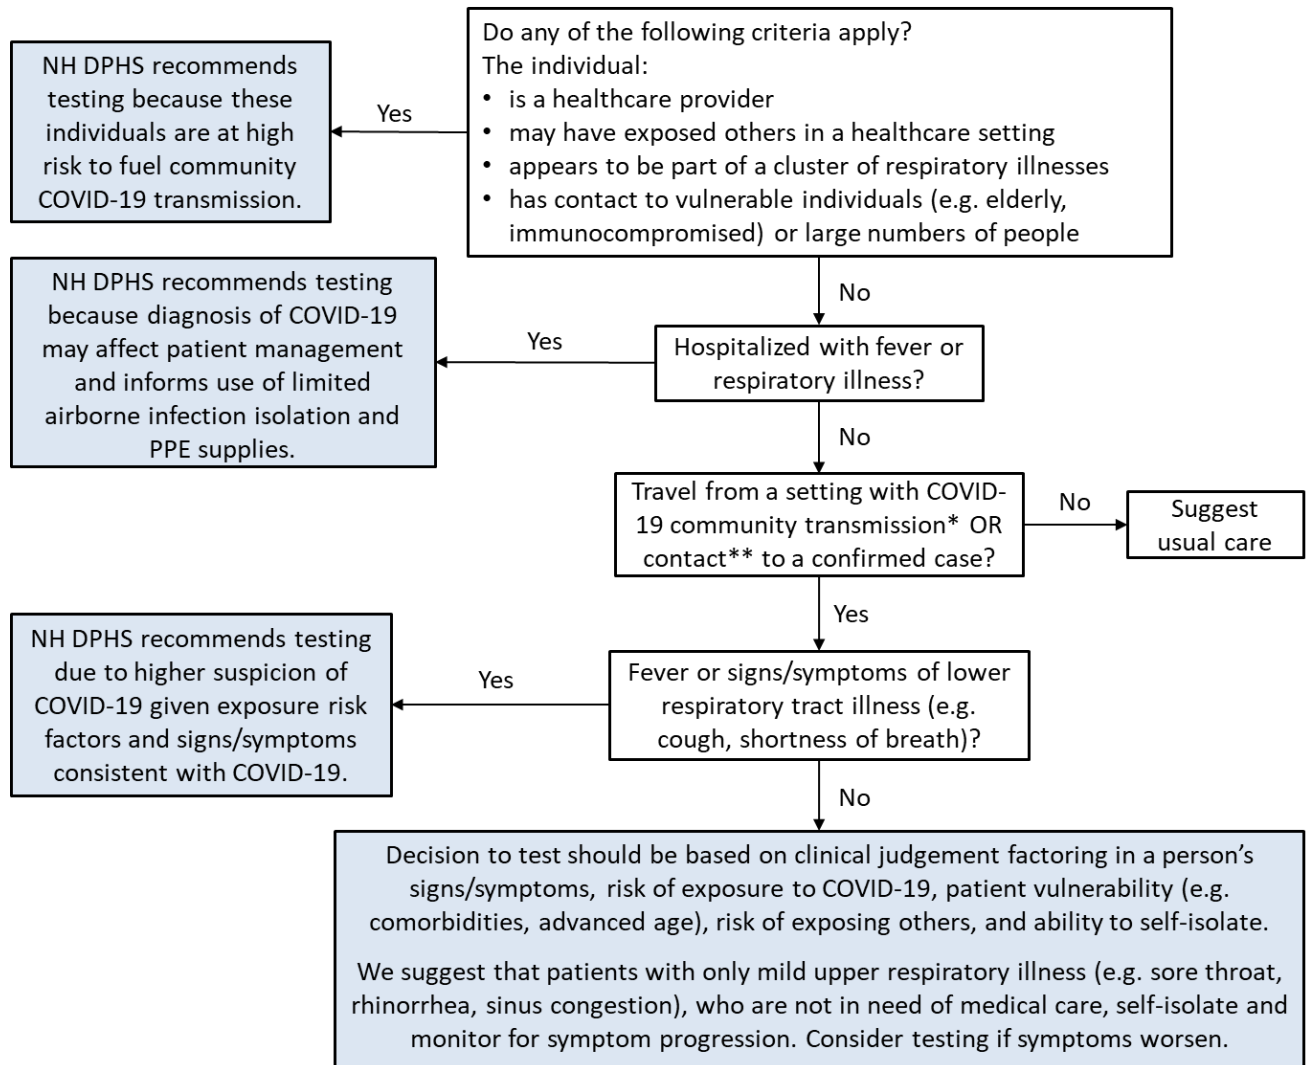 Do any of the following criteria apply?
The individual:
• is a healthcare provider
• may have exposed others in a healthcare setting
• appears to be part of a cluster of respiratory illnesses
• has contact to vulnerable individuals (e.g. elderly,
immunocompromised) or large numbers of people
Yes
NH DPHS recommends
testing because these
individuals are at high
risk to fuel community
COVID-19 transmission.
No
Hospitalized with fever or
respiratory illness?
Yes
NH DPHS recommends testing
because diagnosis of COVID-19
may affect patient management
and informs use of limited
airborne infection isolation and
PPE supplies.
No
Travel from a setting with COVID-
19 community transmission* OR
contact** to a confirmed case?
No
Suggest
usual care
Yes
Fever or signs/symptoms of lower
respiratory tract illness (e.g.
cough, shortness of breath)?
Yes
NH DPHS recommends testing
due to higher suspicion of
COVID-19 given exposure risk
factors and signs/symptoms
consistent with COVID-19.
No
Decision to test should be based on clinical judgement factoring in a person's
signs/symptoms, risk of exposure to COVID-19, patient vulnerability (e.g.
comorbidities, advanced age), risk of exposing others, and ability to self-isolate.
We suggest that patients with only mild upper respiratory illness (e.g. sore throat,
rhinorrhea, sinus congestion), who are not in need of medical care, self-isolate and
monitor for symptom progression. Consider testing if symptoms worsen.